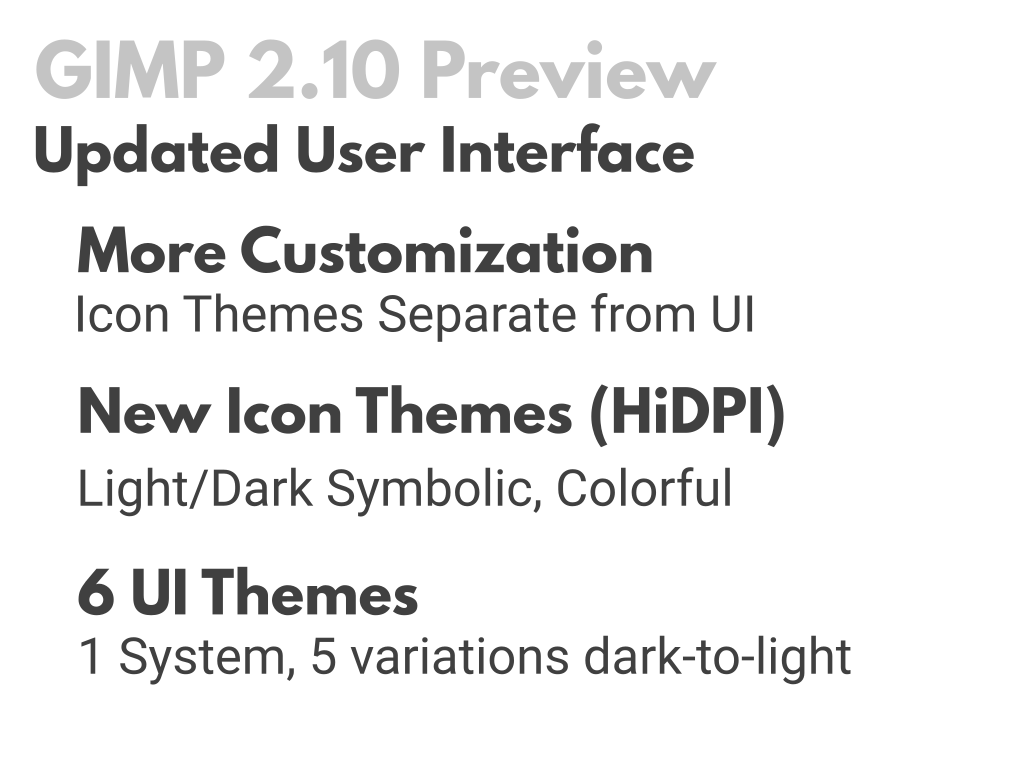 GIMP 2.10 Preview
Updated User Interface
More Customization
Icon Themes Separate from UI
New Icon Themes (HiDPI)
Light/Dark Symbolic, Colorful
6 UI Themes
1 System, 5 variations dark-to-light